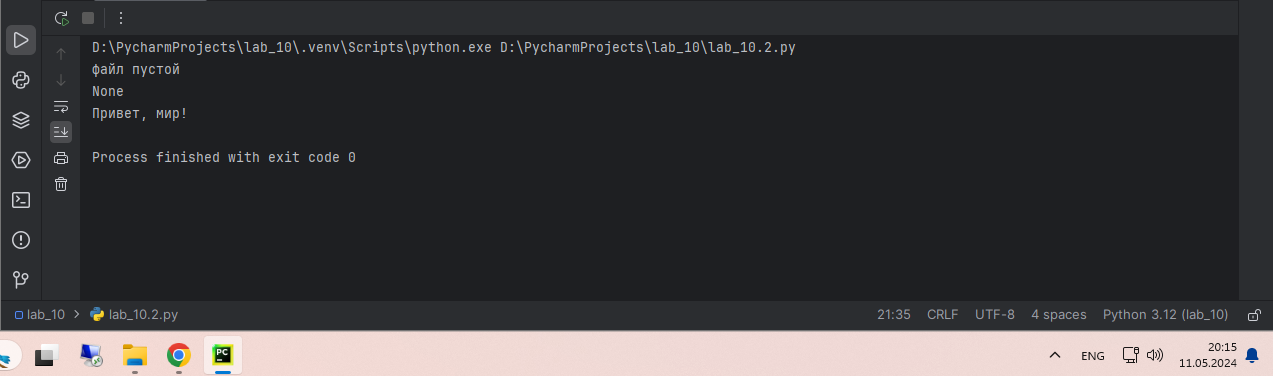 D:\PycharmProjects\lab_10\.venv\Scripts\python.exe D:\PycharmProjects\lab_10\lab_10.2.py
файл пустой
None
Привет, мир!
Process finished with exit code 0
lab_10 > lab_10.2.py 21:35 CRLF UTF-8 4 spaces Python 3.12 (lab_10)
PC ENG 20:15
11.05.2024